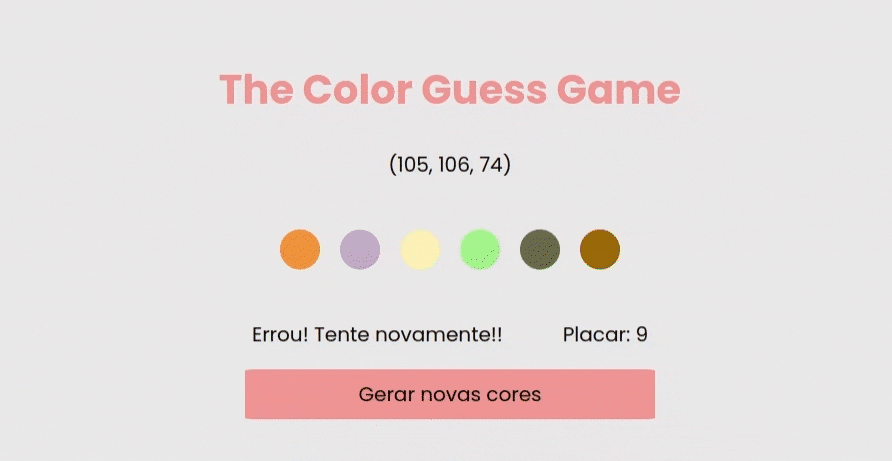 The Color Guess Game
(105, 106, 74)
Errou! Tente novamente!! Placar: 9
Gerar novas cores